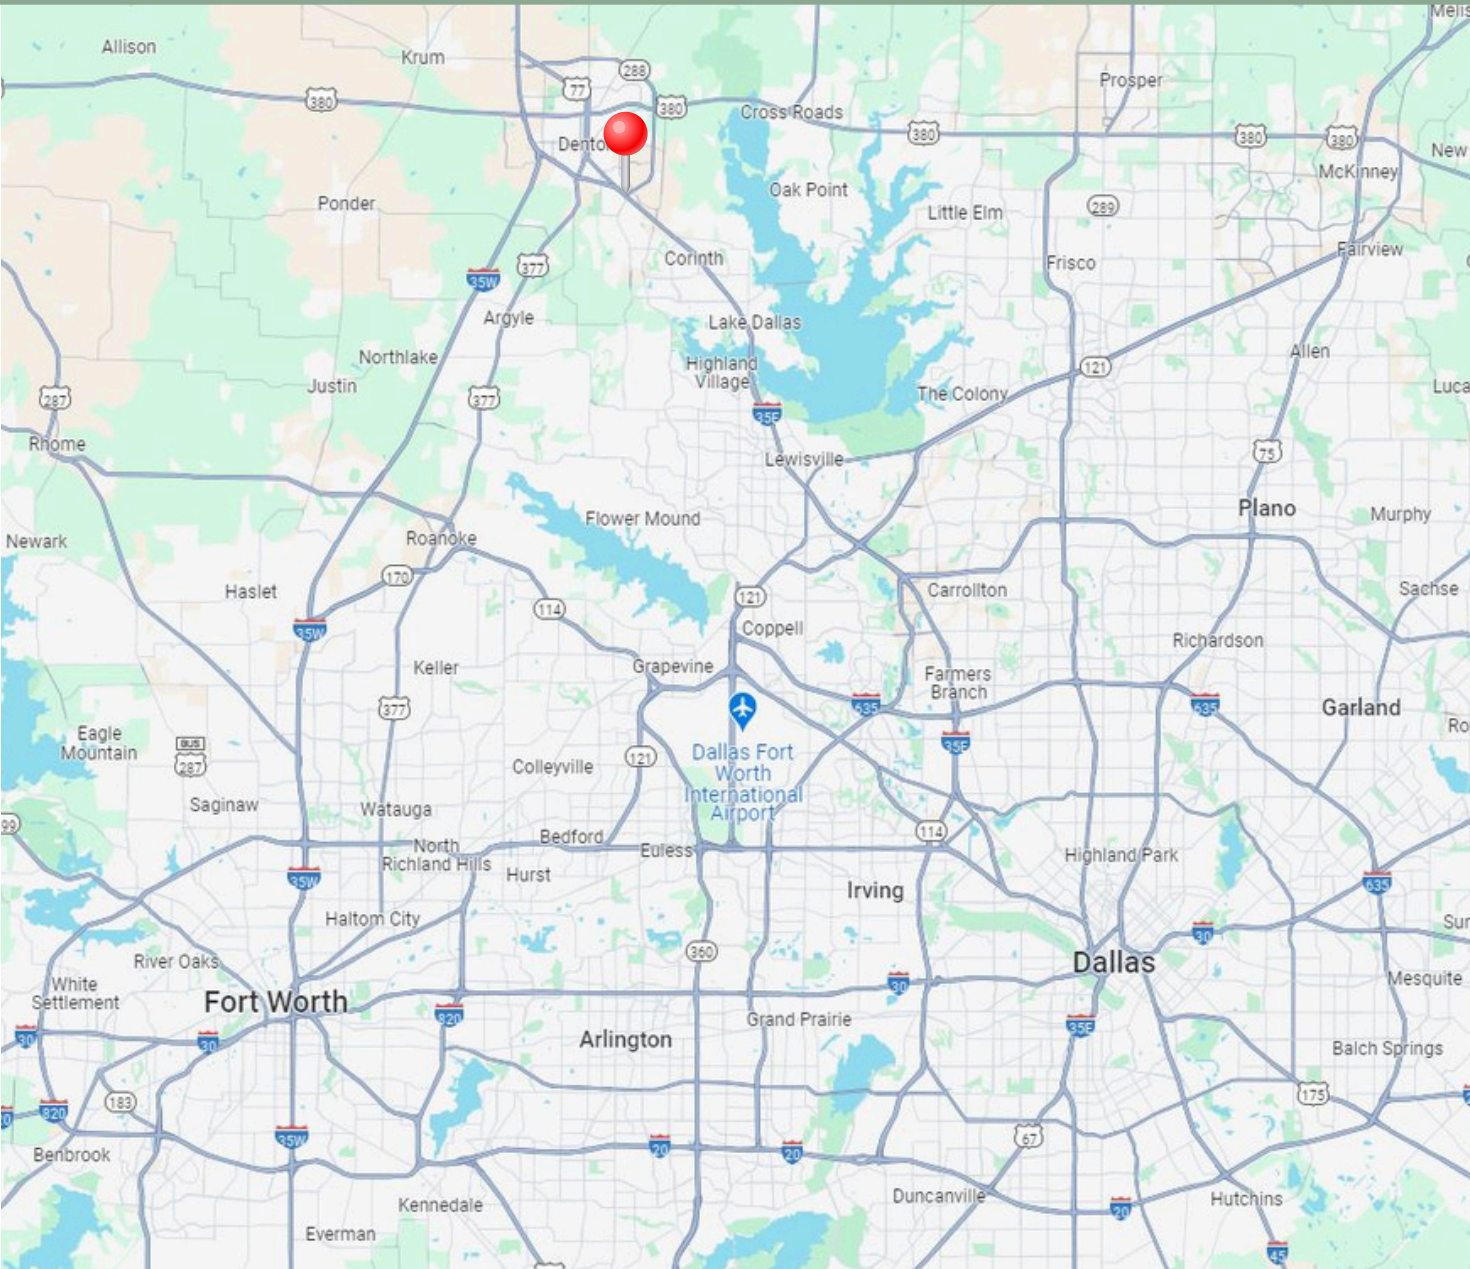 Melis
Allison
Krum
288
77
Prosper
380
380
Cross Roads
380
380
380
Dento
New
McKinney
Oak Point
Ponder
289
Little Elm
Fairview
Corinth
Frisco
377
35W
Argyle
Lake Dallas
Northlake
Allen
Highland
Village
121
Justin
Luca
287
377
The Colony
35E
Rhome
75
Lewisville
Plano
Flower Mound
Murphy
Newark
Roanoke
170
Haslet
Carrollton
Sachse
121
114
35W
Coppell
Richardson
Keller
Grapevine
Farmers
Branch
377
635
635
Garland
Eagle
Mountain
BUS
287
35E
Ro
Dallas Fort
Worth
International
Airport
121
Colleyville
Saginaw
Watauga
99
114
Bedford
North
Richland Hills
Euless
Highland Park
35W
Hurst
635
Irving
Haltom City
Sur
30
360
River Oaks
Dallas
White
Settlement
Mesquite
30
Fort Worth
820
Grand Prairie
35E
30
30
Arlington
Balch Springs
175
183
820
20
67
35W
20
20
Benbrook
Duncanville
Hutchins
Kennedale
20
Everman
45